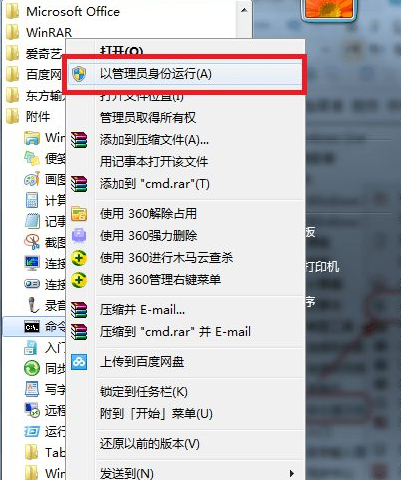 Microsoft Office
WinRAR
爱奇艺
百度网
东方输
附件
Win
便笺
画图
计算
记事
截图
连接
连接
录音
命令
入门
同步
写字
远程
运行
Tab
Win
打开(O)
以管理员身份运行(A)
打开文件位置(I)
管理员取得所有权
添加到压缩文件(A)...
用记事本打开该文件
添加到 "cmd.rar"(T)
使用 360解除占用
使用 360强力删除
使用 360进行木马云查杀
使用 360管理右键菜单
压缩并 E-mail...
压缩到 "cmd.rar" 并 E-mail
上传到百度网盘
锁定到任务栏(K)
附到「开始」菜单(U)
还原以前的版本(V)
发送到(N)
板
打印机
序